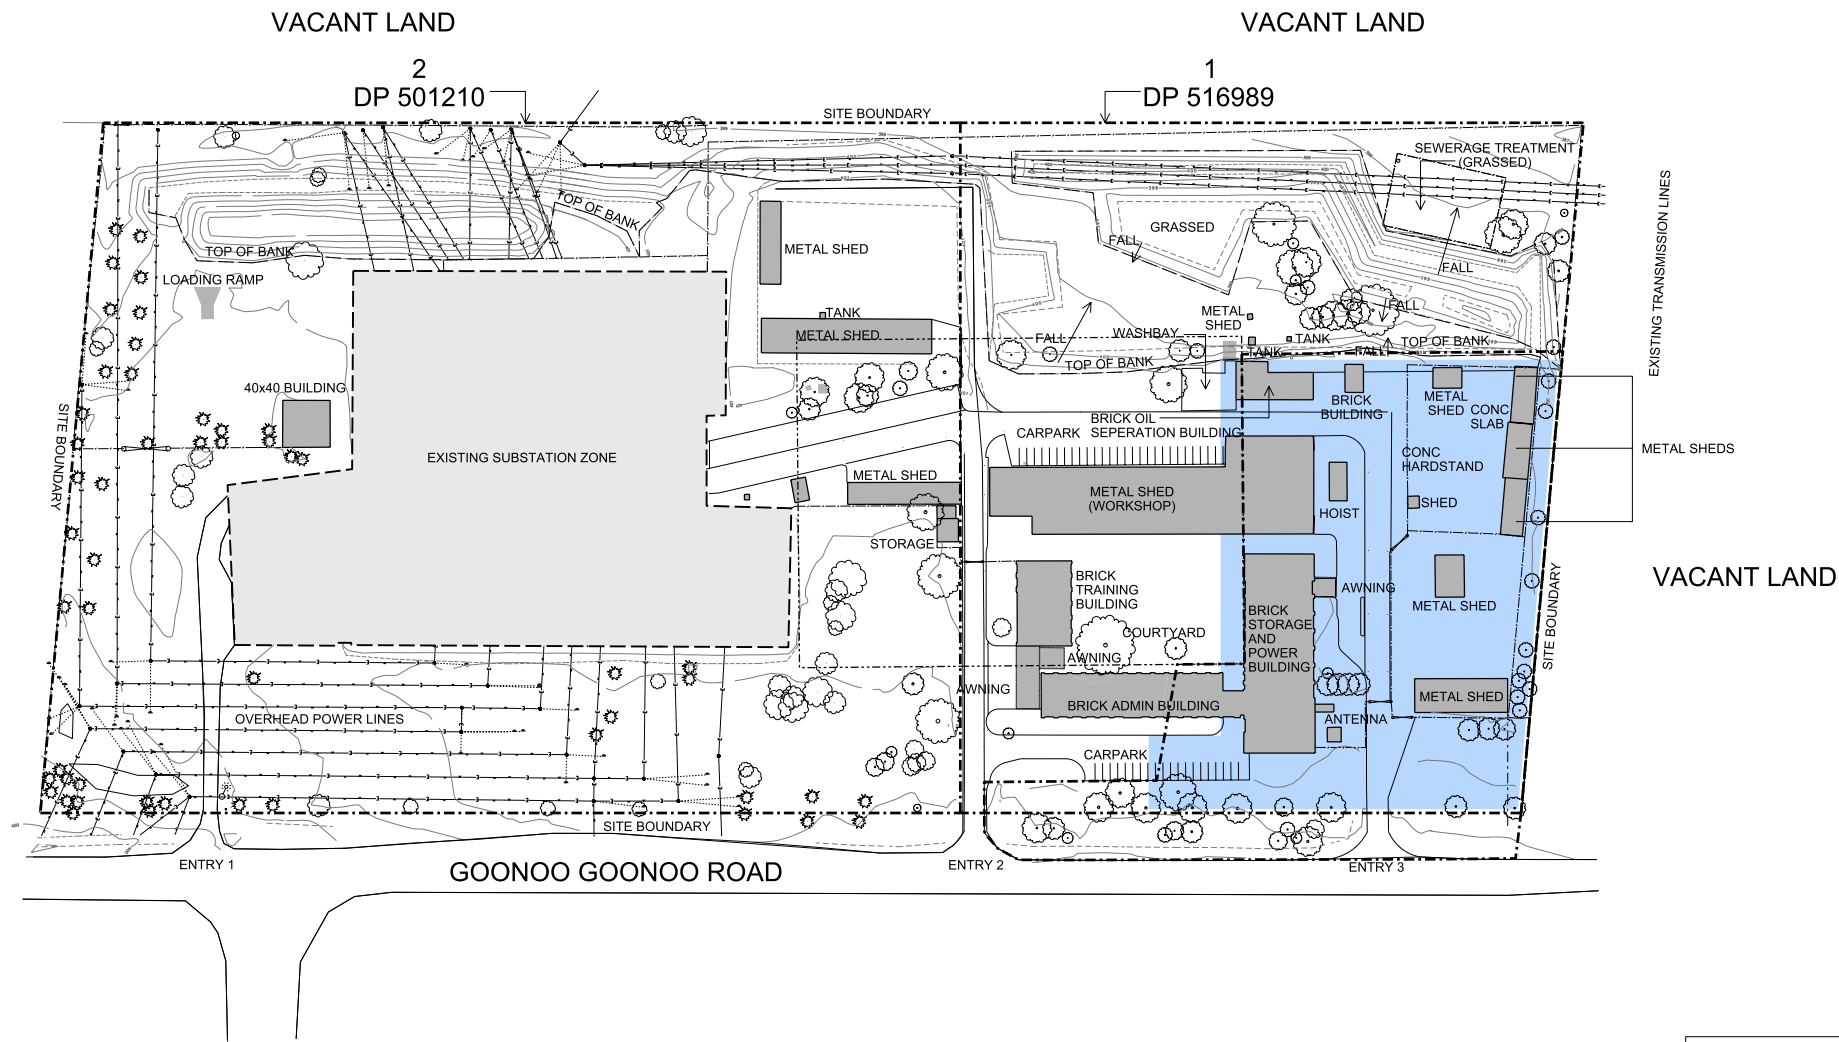 VACANT LAND
VACANT LAND
2
DP 501210
1
DP 516989
SITE BOUNDARY
SEWERAGE TREATMENT
(GRASSED)
EXISTING TRANSMISSION LINES
TOP OF BANK
TOP OF BANK
LOADING RAMP
METAL SHED
GRASSED
FALL
FALL
FALL
TANK
METAL SHED
METAL
SHED
FALL
WASHBAY
TANK
TANK
FALL
TOP OF BANK
TOP OF BANK
40x40 BUILDING
SITE BOUNDARY
BRICK
BUILDING
METAL
SHED
CONC
SLAB
BRICK OIL
SEPERATION BUILDING
CARPARK
METAL SHEDS
EXISTING SUBSTATION ZONE
CONC
HARDSTAND
METAL SHED
METAL SHED
(WORKSHOP)
HOIST
SHED
STORAGE
BRICK
TRAINING
BUILDING
AWNING
METAL SHED
VACANT LAND
SITE BOUNDARY
BRICK
STORAGE
AND
POWER
BUILDING
COURTYARD
AWNING
AWNING
BRICK ADMIN BUILDING
METAL SHED
OVERHEAD POWER LINES
ANTENNA
CARPARK
SITE BOUNDARY
ENTRY 1
GOONOO GOONOO ROAD
ENTRY 2
ENTRY 3